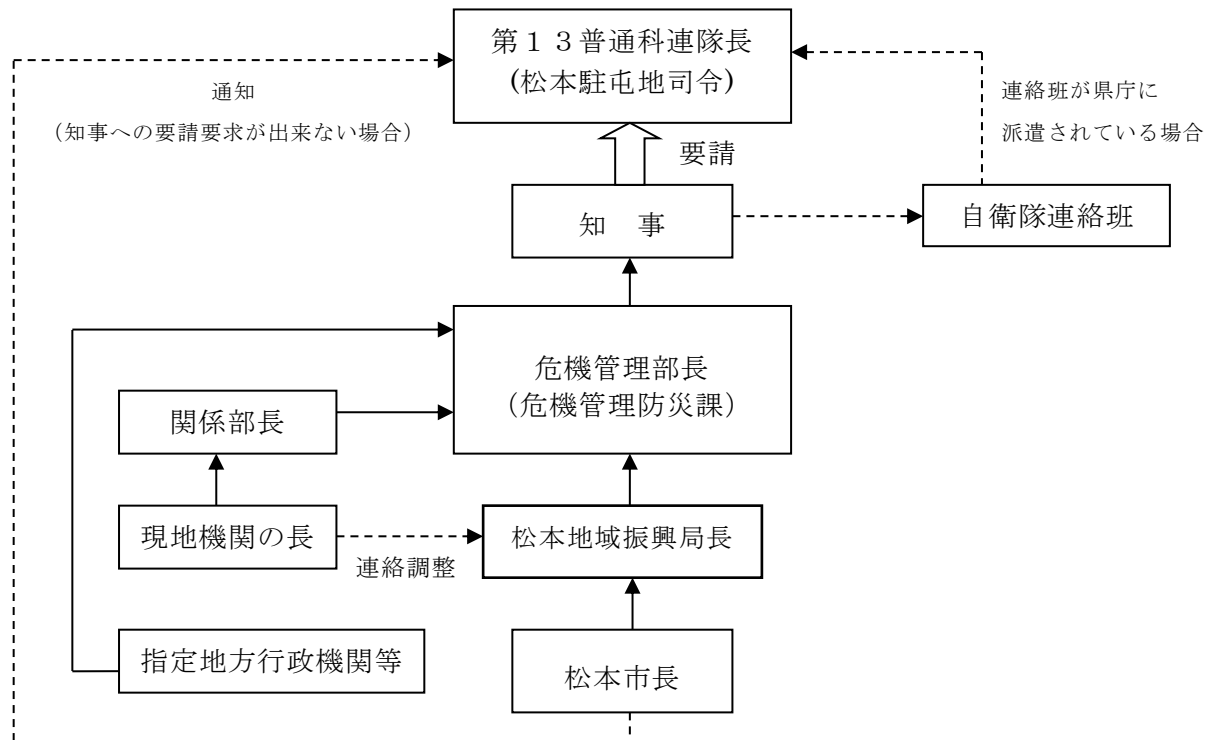 第１３普通科連隊長
(松本駐屯地司令)
通知
（知事への要請要求が出来ない場合）
連絡班が県庁に
派遣されている場合
要請
知　事
自衛隊連絡班
危機管理部長
（危機管理防災課）
関係部長
現地機関の長
松本地域振興局長
連絡調整
指定地方行政機関等
松本市長